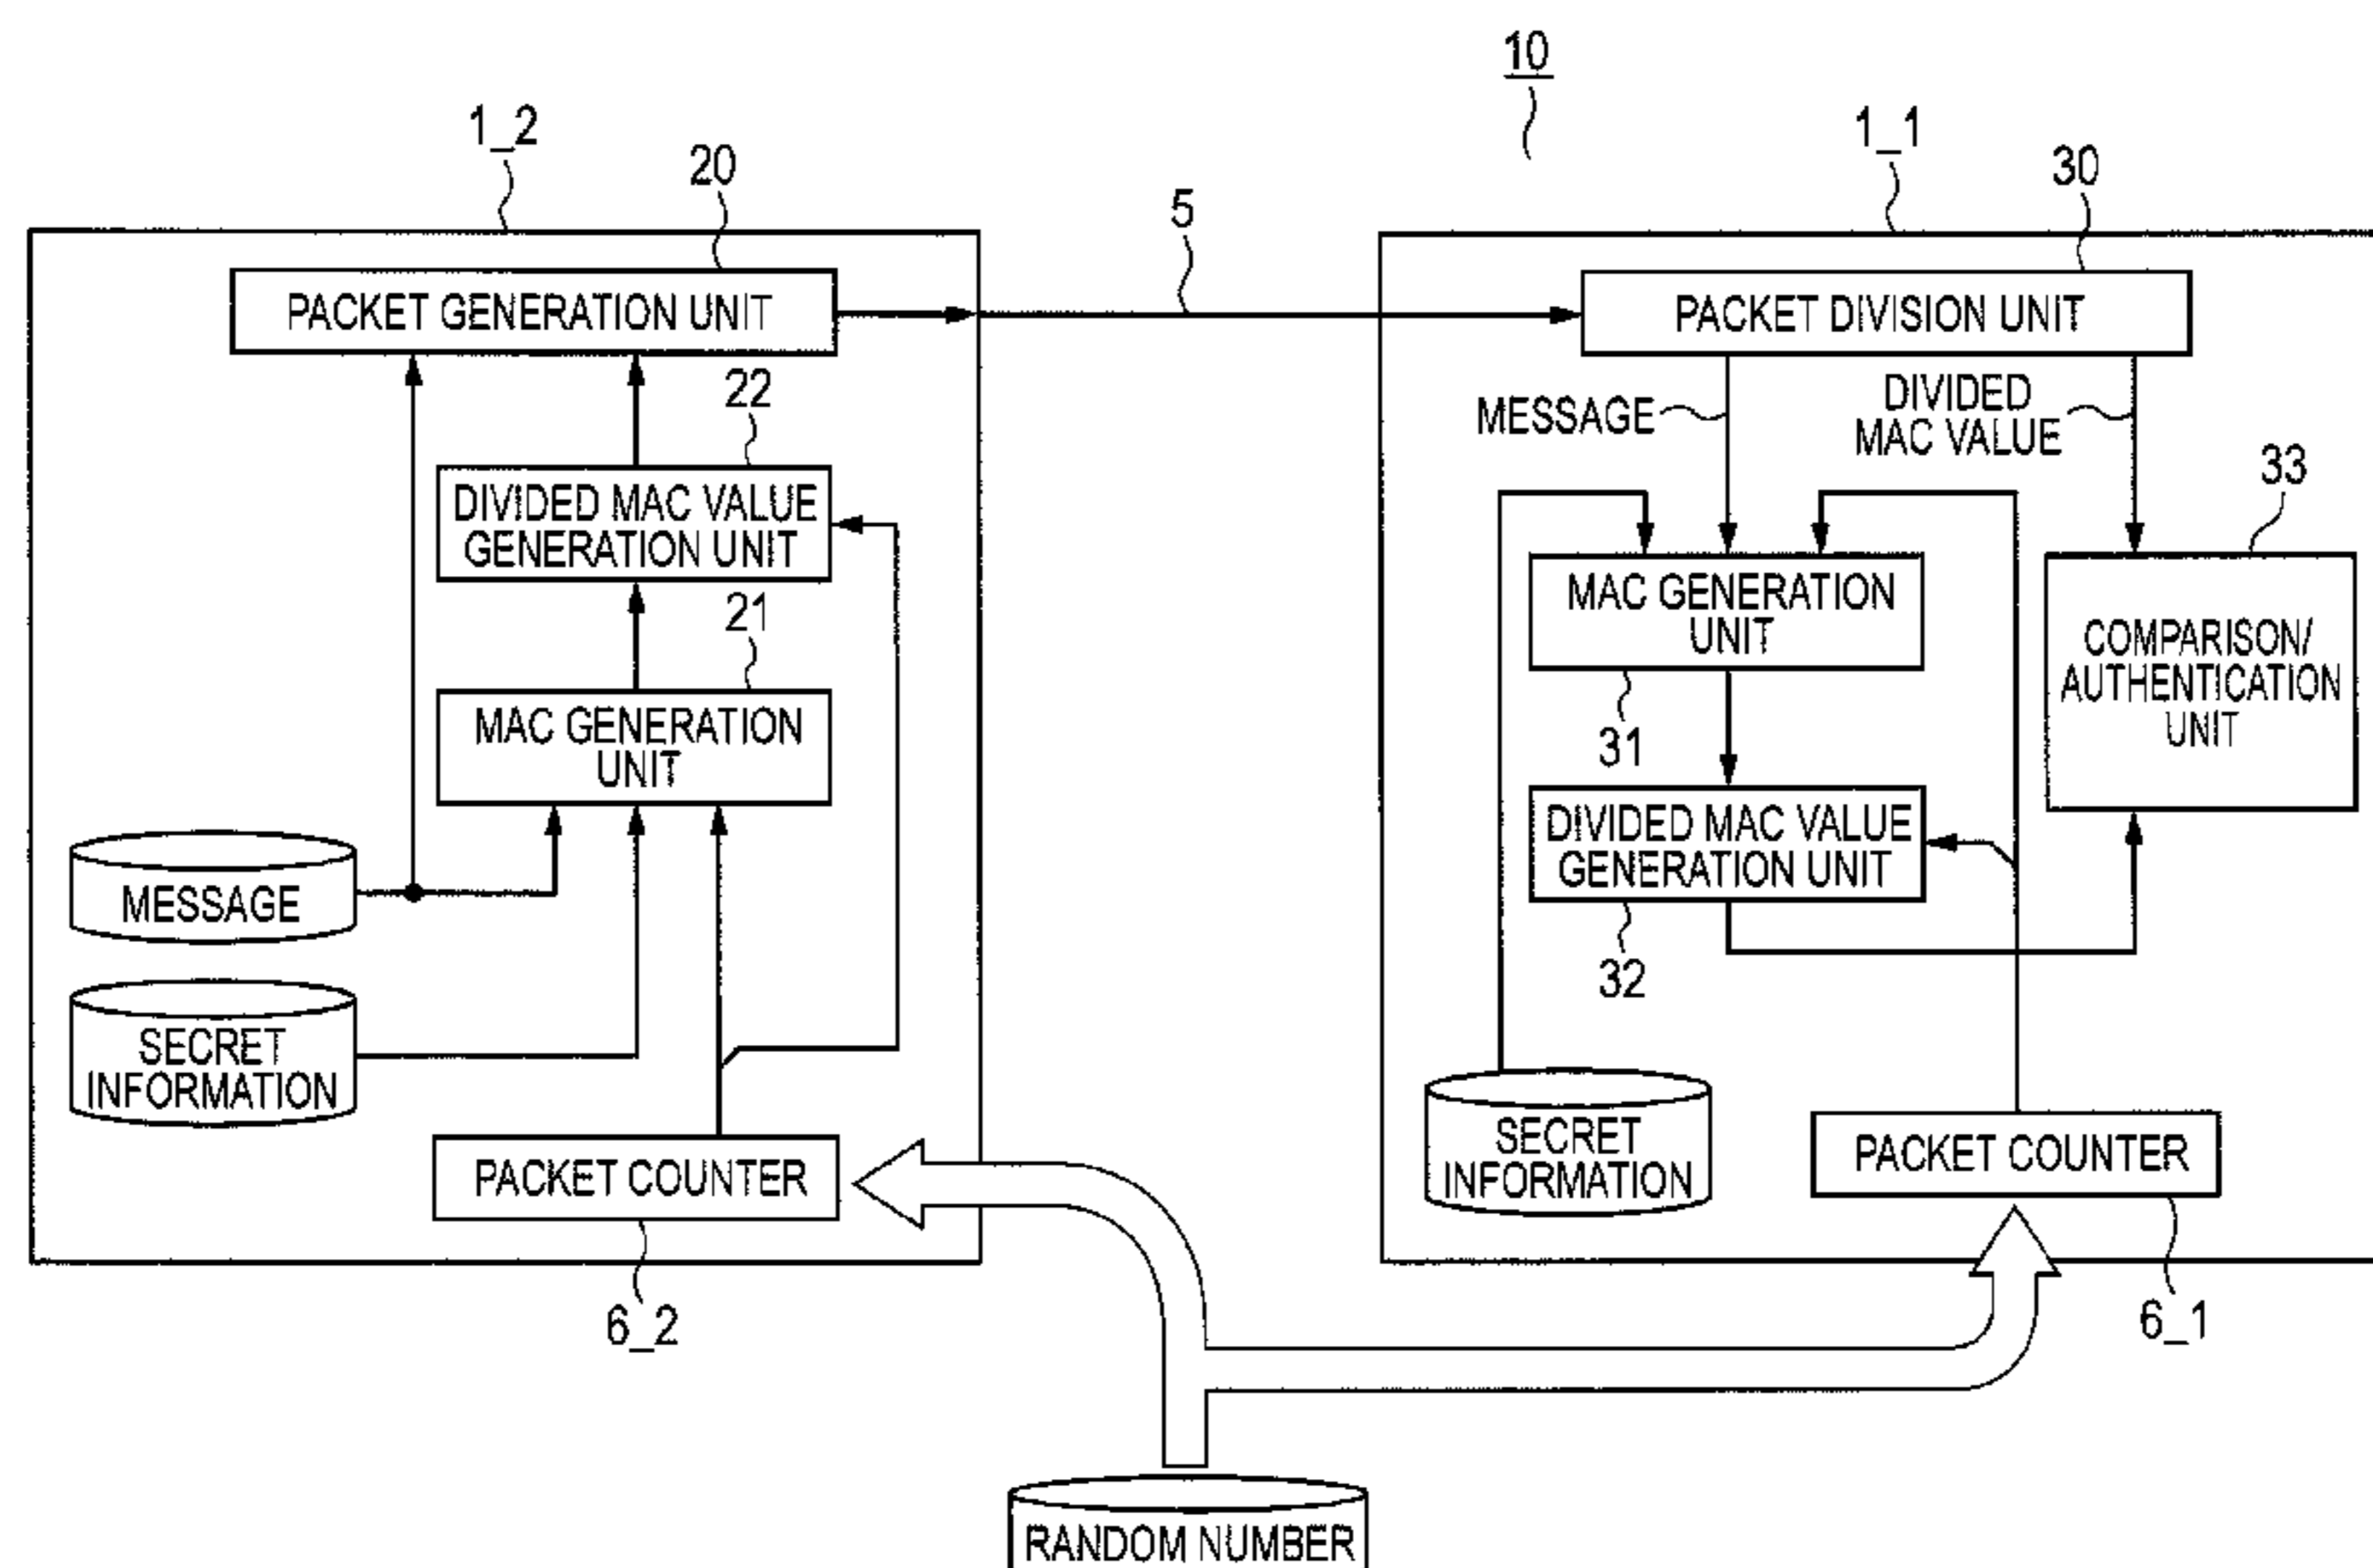 10
1_2
20
5
1_1
30
PACKET GENERATION UNIT
PACKET DIVISION UNIT
22
MESSAGE
DIVIDED
MAC VALUE
33
DIVIDED MAC VALUE
GENERATION UNIT
21
MAC GENERATION
UNIT
31
COMPARISON/
AUTHENTICATION
UNIT
MAC GENERATION
UNIT
DIVIDED MAC VALUE
GENERATION UNIT
32
MESSAGE
SECRET
INFORMATION
SECRET
INFORMATION
PACKET COUNTER
6_2
PACKET COUNTER
6_1
RANDOM NUMBER